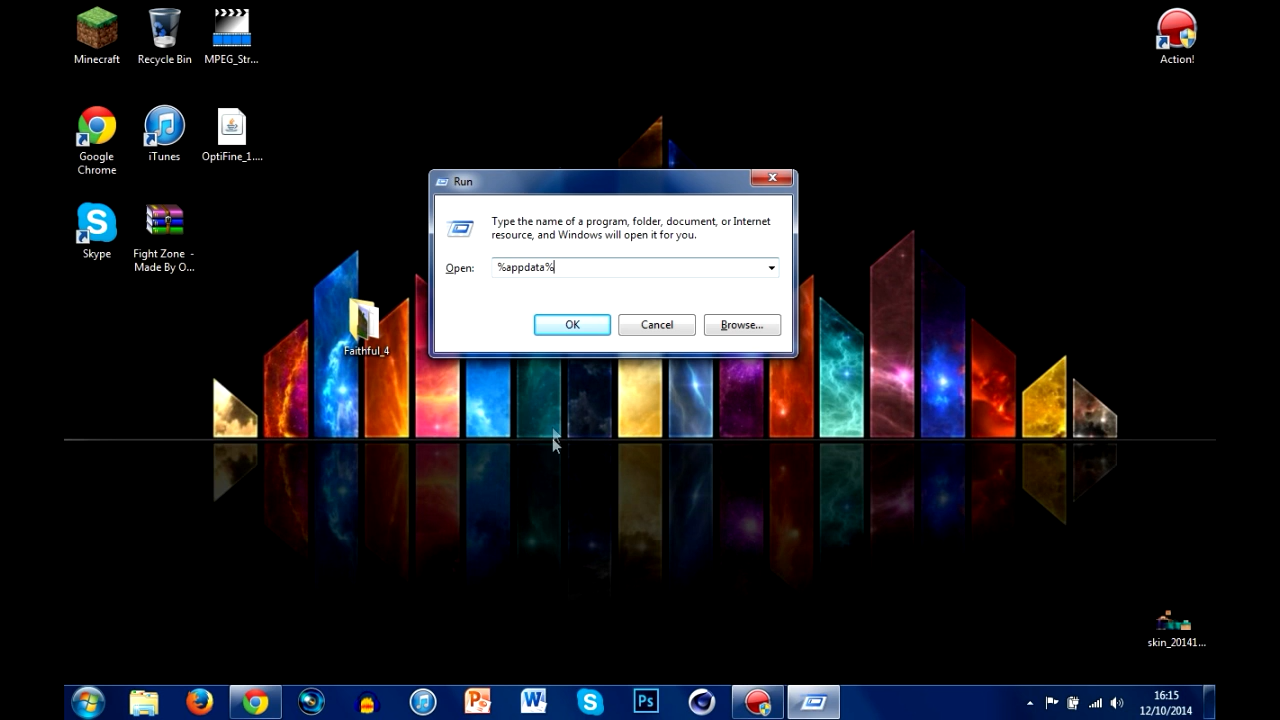 Minecraft
Recycle Bin
MPEG_Str...
Action!
Google
Chrome
iTunes
OptiFine_1....
Skype
Fight Zone -
Made By O...
Faithful_4
Run
Type the name of a program, folder, document, or Internet
resource, and Windows will open it for you.
Open:
%appdata%
OK
Cancel
Browse...
skin_20141...
Ps
16:15
12/10/2014